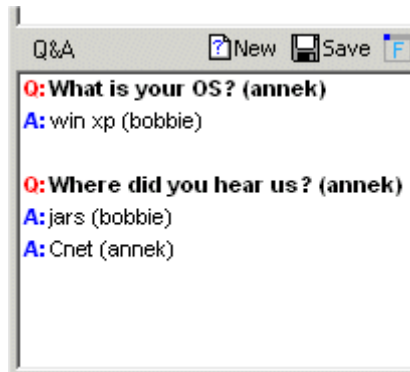 Q&A ?New Save F
Q: What is your OS? (annek)
A: win xp (bobbie)
Q: Where did you hear us? (annek)
A: jars (bobbie)
A: Cnet (annek)